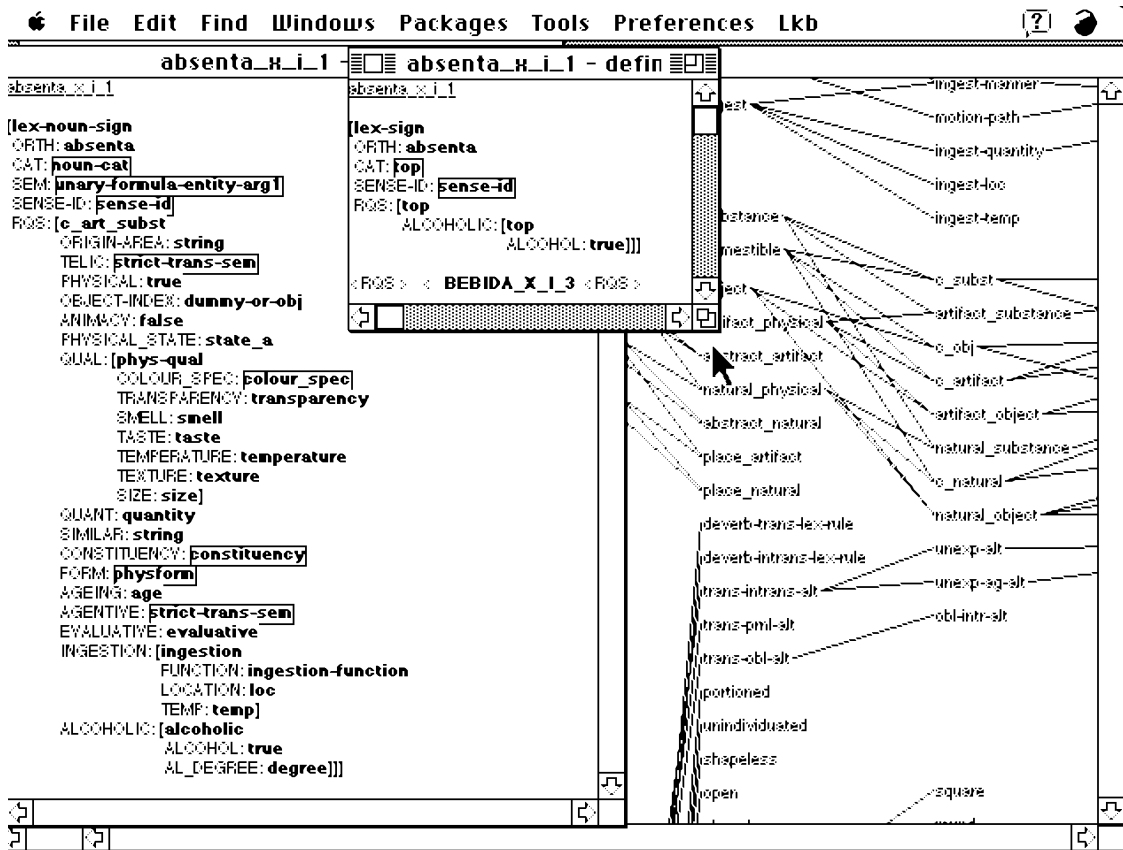 File Edit Find Windows Packages Tools Preferences Lkb
absenta_x_i_1 -
absenta_x_i_1
[lex-noun-sign
ORTH: absenta
CAT: noun-cat
SEM: unary-formula-entity-arg1
SENSE-ID: sense-id
RQS: [c_art_subst
ORIGIN-AREA: string
TELIC: strict-trans-sem
PHYSICAL: true
OBJECT-INDEX: dummy-or-obj
ANIMACY: false
PHYSICAL_STATE: state_a
QUAL: [phys-qual
COLOUR_SPEC: colour_spec
TRANSPARENCY: transparency
SMELL: smell
TASTE: taste
TEMPERATURE: temperature
TEXTURE: texture
SIZE: size]
QUANT: quantity
SIMILAR: string
CONSTITUENCY: constituency
FORM: physform
AGEING: age
AGENTIVE: strict-trans-sem
EVALUATIVE: evaluative
INGESTION: [ingestion
FUNCTION: ingestion-function
LOCATION: loc
TEMP: temp]
ALCOHOLIC: [alcoholic
ALCOHOL: true
AL_DEGREE: degree]]]
absenta_x_i_1 - defin
absenta_x_i_1
[lex-sign
ORTH: absenta
CAT: top
SENSE-ID: sense-id
RQS: [top
ALCOHOLIC: [top
ALCOHOL: true]]]
<RQS> < BEBIDA_X_I_3 <RQS>
abstract_artifact
natural_physical
abstract_natural
place_artifact
place_natural
deverb-trans-lex-rule
deverb-intrans-lex-rule
trans-intrans-alt
trans-pml-alt
trans-obl-alt
portioned
unindividuated
shapeless
open
ingest-manner
motion-path
ingest-quantity
ingest-loc
ingest-temp
c_subst
artifact_substance
c_obj
c_artifact
artifact_object
natural_substance
c_natural
natural_object
unexp-alt
unexp-ag-alt
obl-intr-alt
square